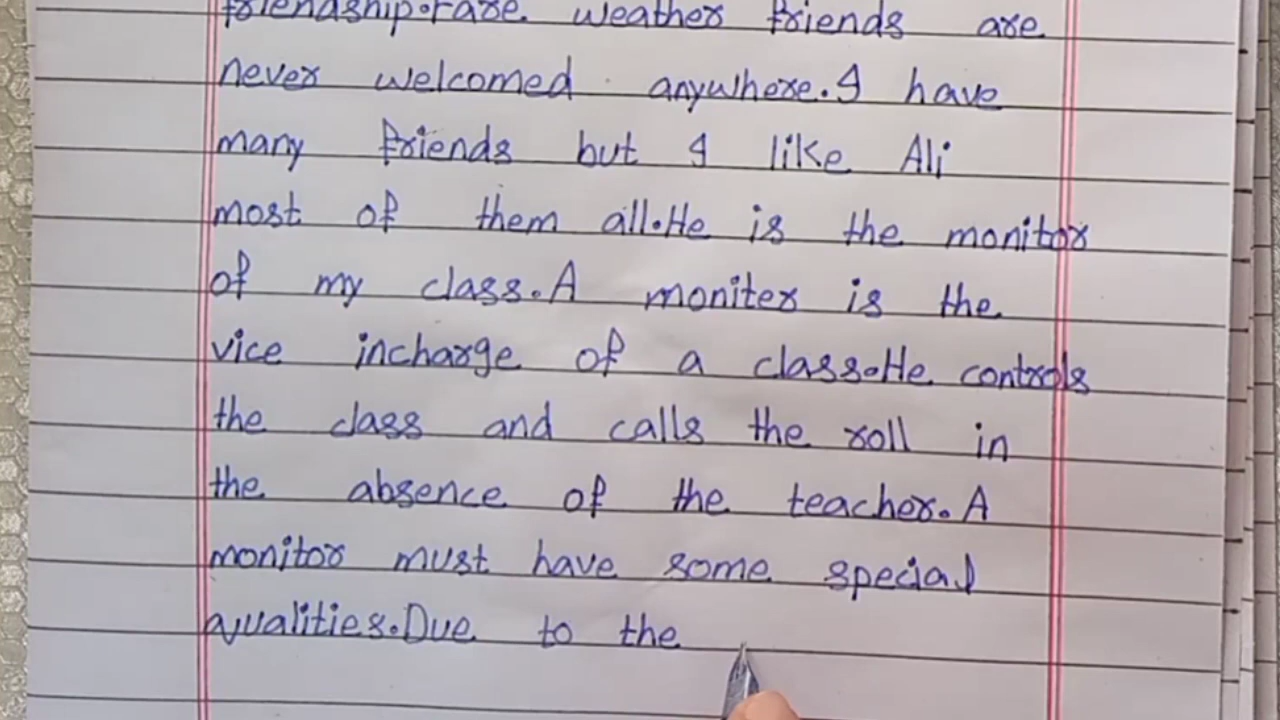 friendship.Fare weather friends are
never welcomed anywhere.I have
many friends but I like Ali
most of them all.He is the monitor
of my class.A moniter is the
vice incharge of a class.He controls
the class and calls the roll in
the absence of the teacher.A
monitor must have some special
qualities.Due to the